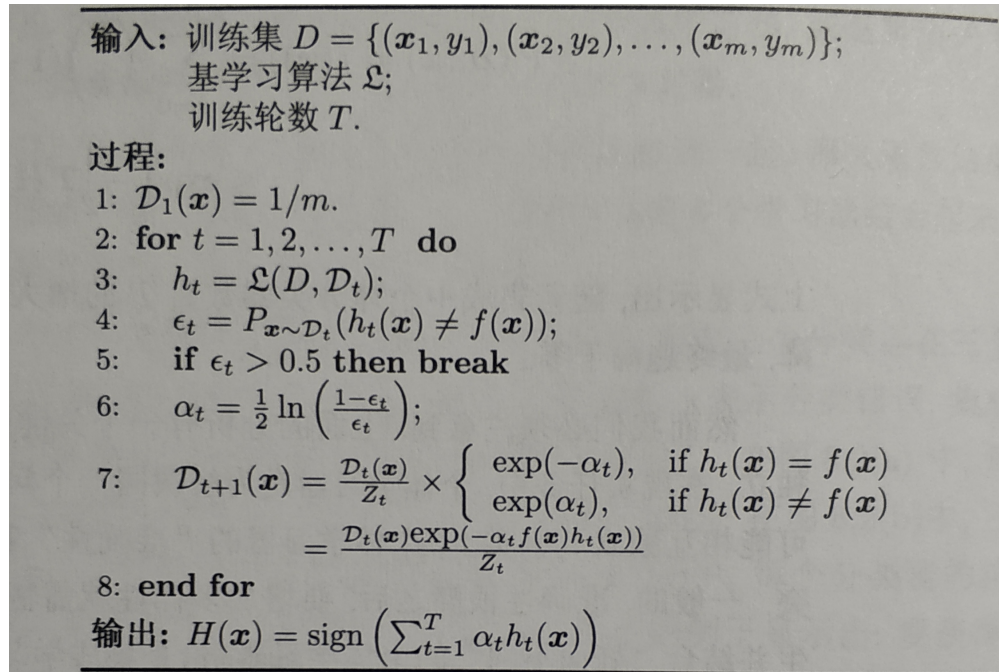 输入: 训练集 D = {(x₁, y₁), (x₂, y₂), . . . , (xₘ, yₘ)};
基学习算法 𝔏;
训练轮数 T.
过程:
1: 𝒟₁(x) = 1/m.
2: for t = 1, 2, . . . , T do
3: hₜ = 𝔏(D, 𝒟ₜ);
4: ϵₜ = P_{x∼𝒟ₜ}(hₜ(x) ≠ f(x));
5: if ϵₜ > 0.5 then break
6: αₜ = ½ ln((1−ϵₜ)/ϵₜ);
7: 𝒟ₜ₊₁(x) = 𝒟ₜ(x)/Zₜ × { exp(−αₜ), if hₜ(x) = f(x)
exp(αₜ), if hₜ(x) ≠ f(x)
= 𝒟ₜ(x)exp(−αₜf(x)hₜ(x))/Zₜ
8: end for
输出: H(x) = sign(∑ₜ₌₁ᵀ αₜhₜ(x))